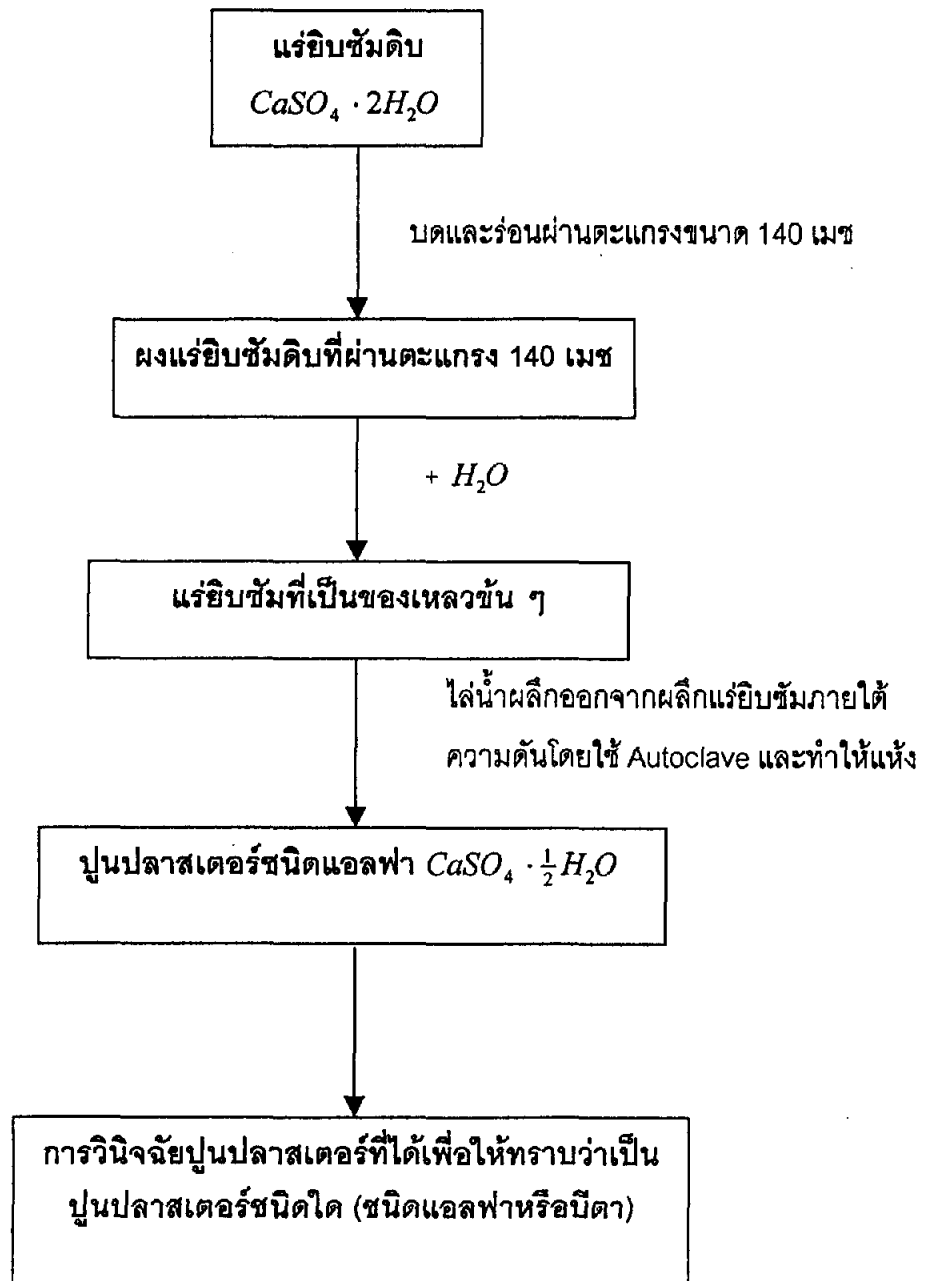 แร่ยิบซัมดิบ
CaSO₄ · 2H₂O
บดและร่อนผ่านตะแกรงขนาด 140 เมช
ผงแร่ยิบซัมดิบที่ผ่านตะแกรง 140 เมช
+ H₂O
แร่ยิบซัมที่เป็นของเหลวข้น ๆ
ไล่น้ำผลึกออกจากผลึกแร่ยิบซัมภายใต้
ความดันโดยใช้ Autoclave และทำให้แห้ง
ปูนปลาสเตอร์ชนิดแอลฟา CaSO₄ · ½H₂O
การวินิจฉัยปูนปลาสเตอร์ที่ได้เพื่อให้ทราบว่าเป็น
ปูนปลาสเตอร์ชนิดใด (ชนิดแอลฟาหรือบีตา)